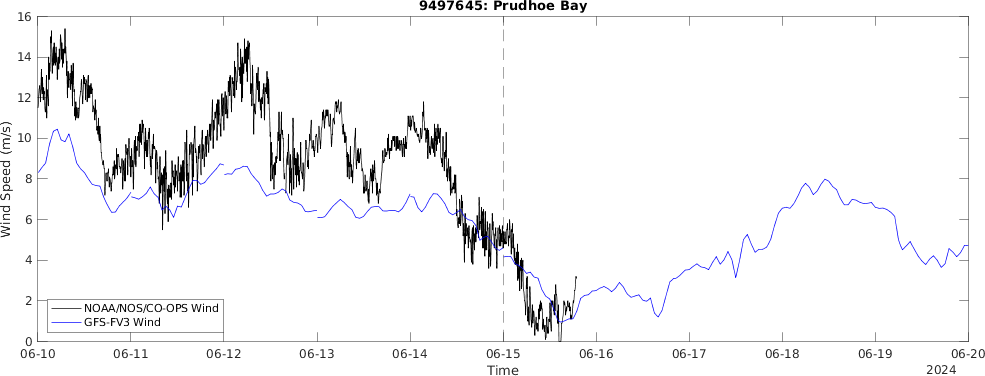 9497645: Prudhoe Bay
16
14
12
10
8
6
4
2
0
Wind Speed (m/s)
NOAA/NOS/CO-OPS Wind
GFS-FV3 Wind
06-10 06-11 06-12 06-13 06-14 06-15 06-16 06-17 06-18 06-19 06-20
Time
2024